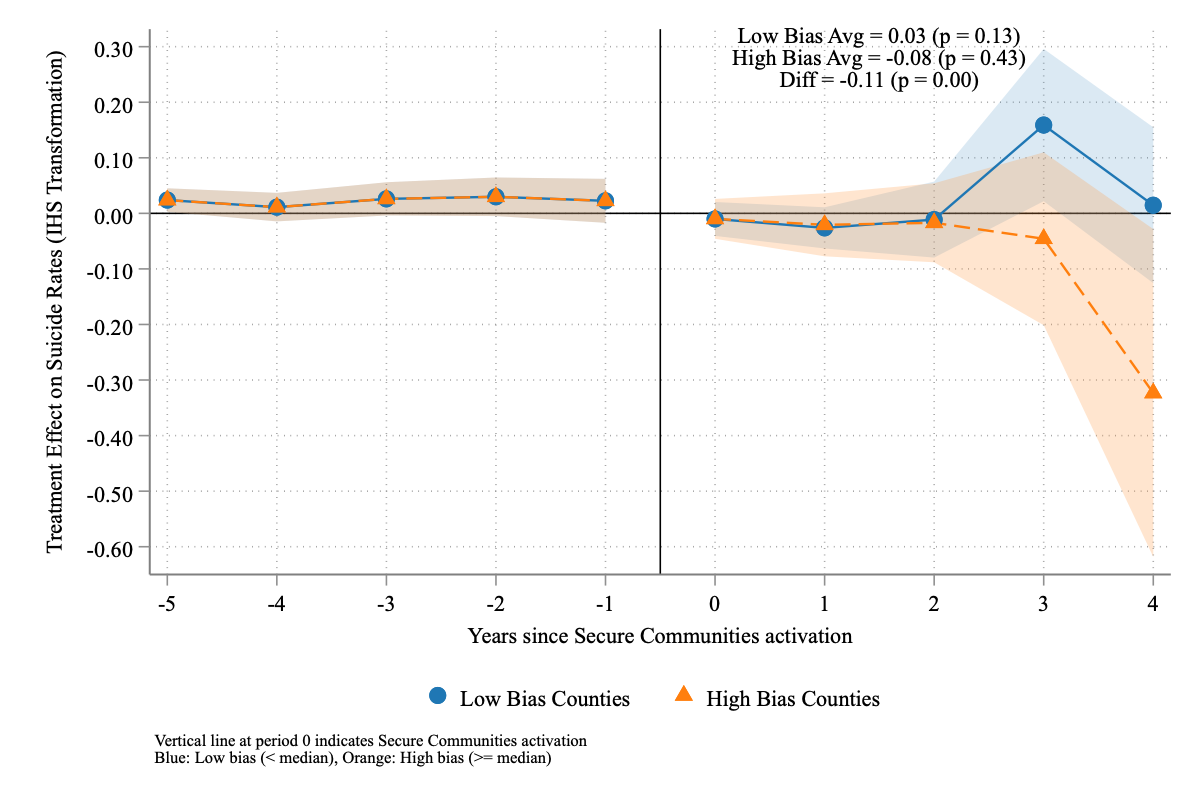 Low Bias Avg = 0.03 (p = 0.13)
High Bias Avg = -0.08 (p = 0.43)
Diff = -0.11 (p = 0.00)
Treatment Effect on Suicide Rates (IHS Transformation)
0.30
0.20
0.10
0.00
-0.10
-0.20
-0.30
-0.40
-0.50
-0.60
-5 -4 -3 -2 -1 0 1 2 3 4
Years since Secure Communities activation
Low Bias Counties High Bias Counties
Vertical line at period 0 indicates Secure Communities activation
Blue: Low bias (< median), Orange: High bias (>= median)